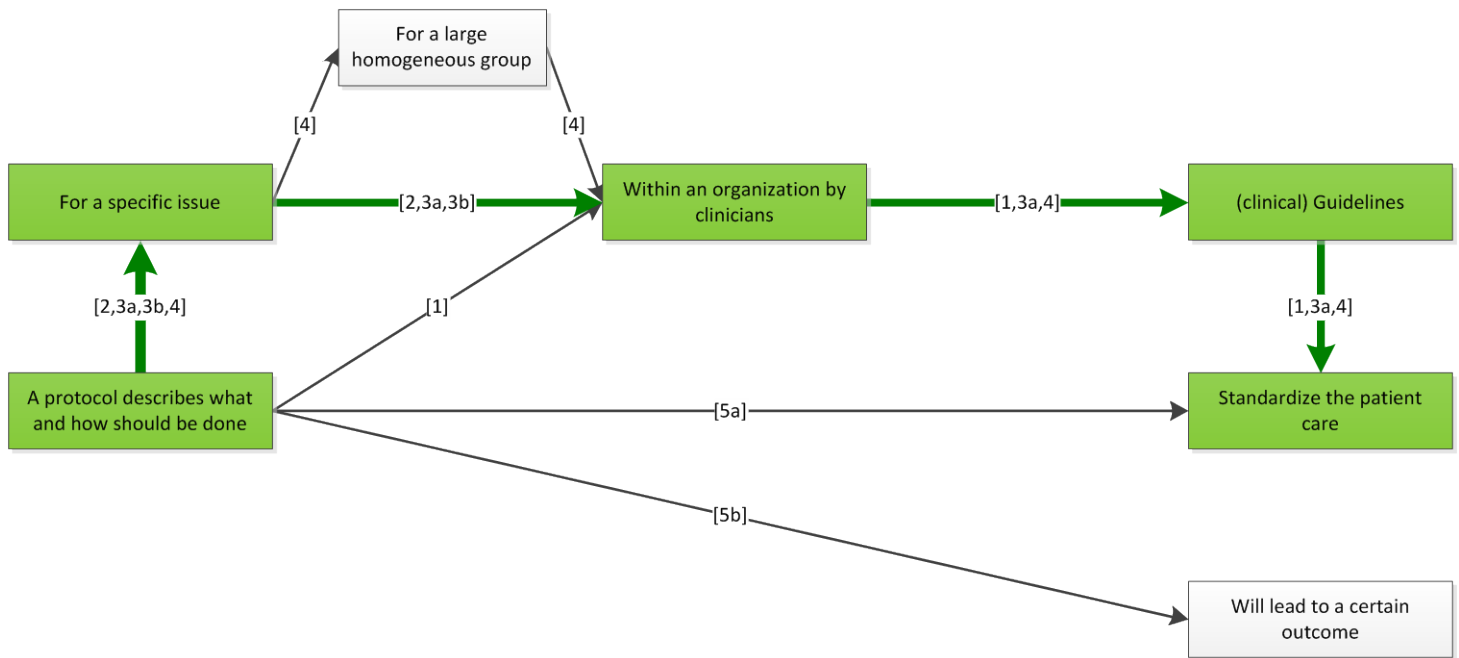 For a large
homogeneous group
[4]
[4]
For a specific issue
[2,3a,3b]
Within an organization by
clinicians
[1,3a,4]
(clinical) Guidelines
[2,3a,3b,4]
[1]
[1,3a,4]
A protocol describes what
and how should be done
[5a]
Standardize the patient
care
[5b]
Will lead to a certain
outcome